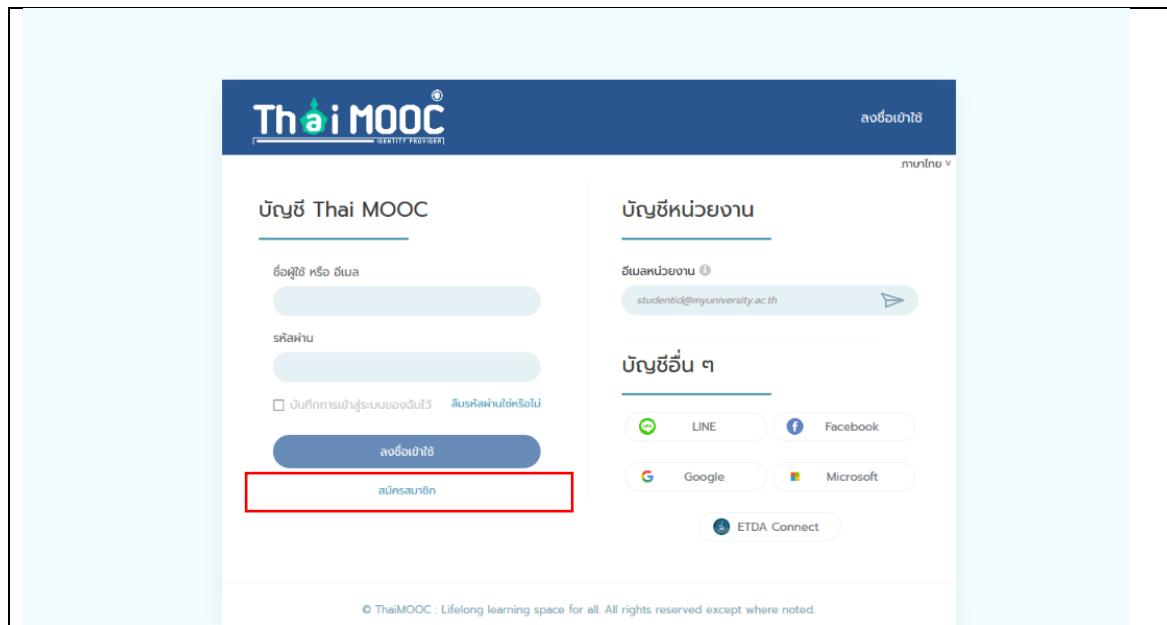 Thai MOOC
IDENTITY PROVIDER
ลงชื่อเข้าใช้
ภาษาไทย
บัญชี Thai MOOC
ชื่อผู้ใช้ หรือ อีเมล
รหัสผ่าน
บันทึกการเข้าสู่ระบบของฉันไว้ ลืมรหัสผ่านใช่หรือไม่
ลงชื่อเข้าใช้
สมัครสมาชิก
บัญชีหน่วยงาน
อีเมลหน่วยงาน
studentid@myuniversity.ac.th
บัญชีอื่น ๆ
LINE Facebook
Google Microsoft
ETDA Connect
© ThaiMOOC : Lifelong learning space for all. All rights reserved except where noted.